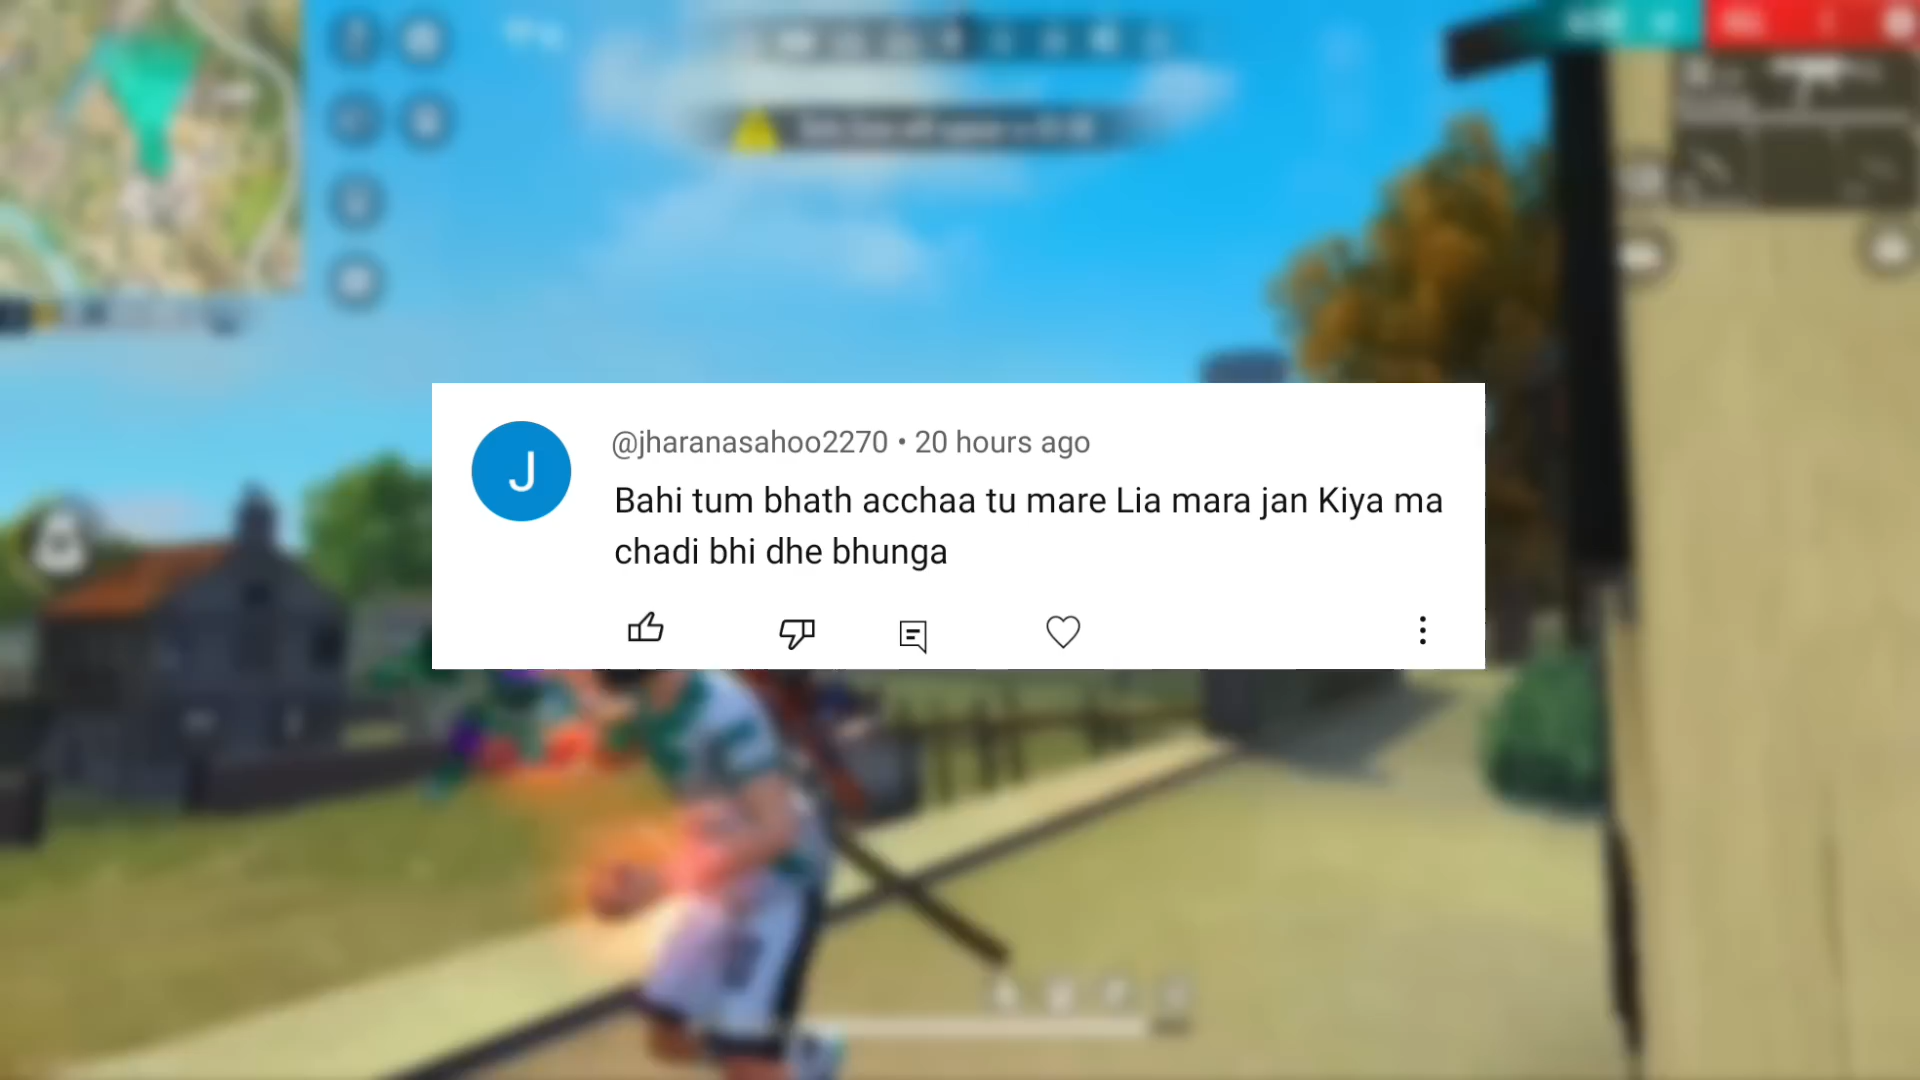 J
@jharanasahoo2270 • 20 hours ago
Bahi tum bhath acchaa tu mare Lia mara jan Kiya ma
chadi bhi dhe bhunga